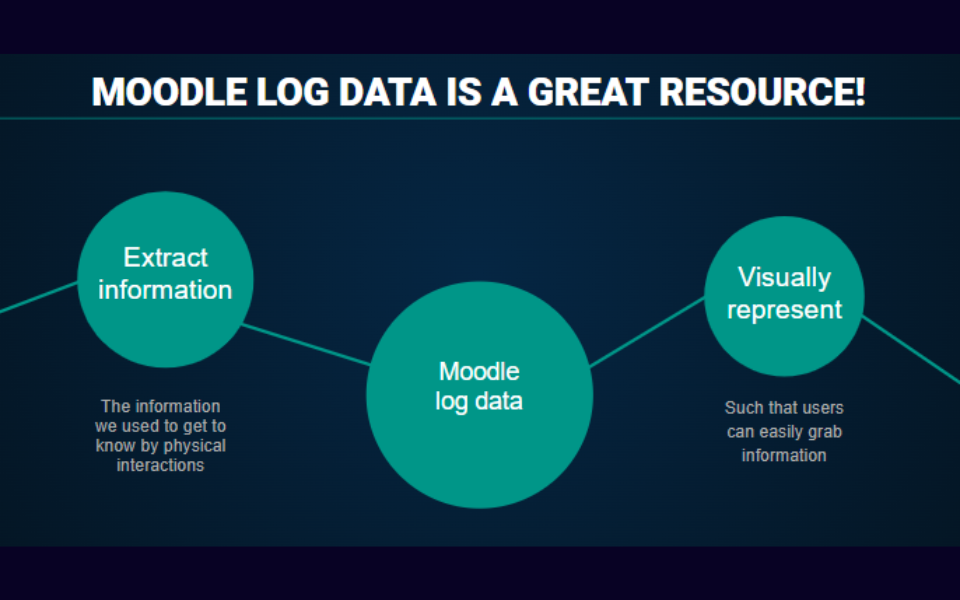 MOODLE LOG DATA IS A GREAT RESOURCE!
Extract
information
The information
we used to get to
know by physical
interactions
Moodle
log data
Visually
represent
Such that users
can easily grab
information